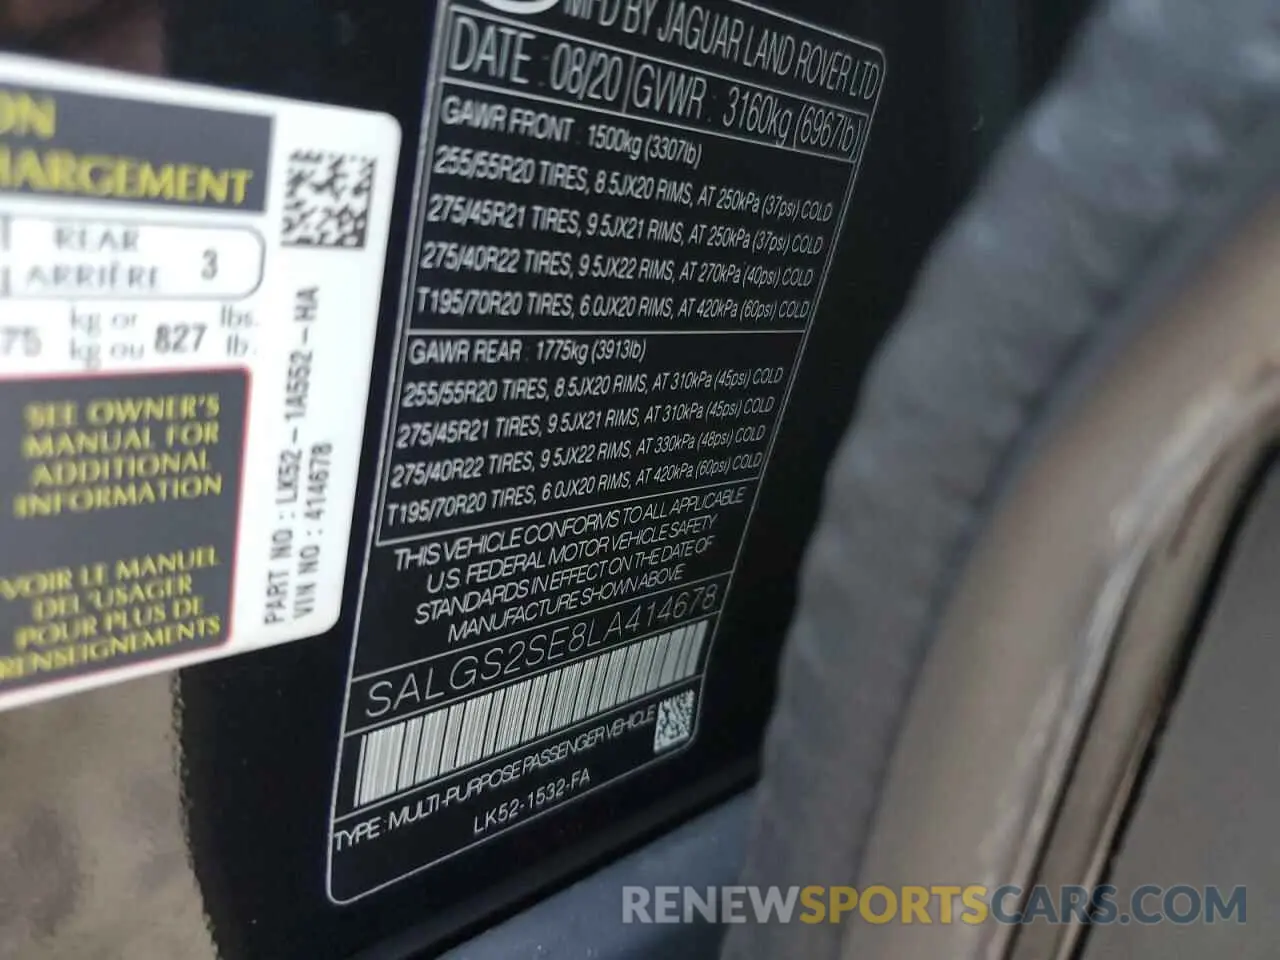 ON
HARGEMENT
REAR
ARRIÈRE 3
75 kg or
kg ou 827 lbs.
lb.
SEE OWNER'S
MANUAL FOR
ADDITIONAL
INFORMATION
VOIR LE MANUEL
DE L'USAGER
POUR PLUS DE
RENSEIGNEMENTS
PART NO : LK52-1A552-HA
VIN NO : 414678
MFD BY JAGUAR LAND ROVER LTD
DATE : 08/20 GVWR : 3160kg (6967lb)
GAWR FRONT : 1500kg (3307lb)
255/55R20 TIRES, 8.5JX20 RIMS, AT 250kPa (37psi) COLD
275/45R21 TIRES, 9.5JX21 RIMS, AT 250kPa (37psi) COLD
275/40R22 TIRES, 9.5JX22 RIMS, AT 270kPa (40psi) COLD
T195/70R20 TIRES, 6.0JX20 RIMS, AT 420kPa (60psi) COLD
GAWR REAR : 1775kg (3913lb)
255/55R20 TIRES, 8.5JX20 RIMS, AT 310kPa (45psi) COLD
275/45R21 TIRES, 9.5JX21 RIMS, AT 310kPa (45psi) COLD
275/40R22 TIRES, 9.5JX22 RIMS, AT 330kPa (48psi) COLD
T195/70R20 TIRES, 6.0JX20 RIMS, AT 420kPa (60psi) COLD
THIS VEHICLE CONFORMS TO ALL APPLICABLE
U.S. FEDERAL MOTOR VEHICLE SAFETY
STANDARDS IN EFFECT ON THE DATE OF
MANUFACTURE SHOWN ABOVE
SALGS2SE8LA414678
TYPE: MULTI-PURPOSE PASSENGER VEHICLE
LK52-1532-FA
RENEWSPORTSCARS.COM